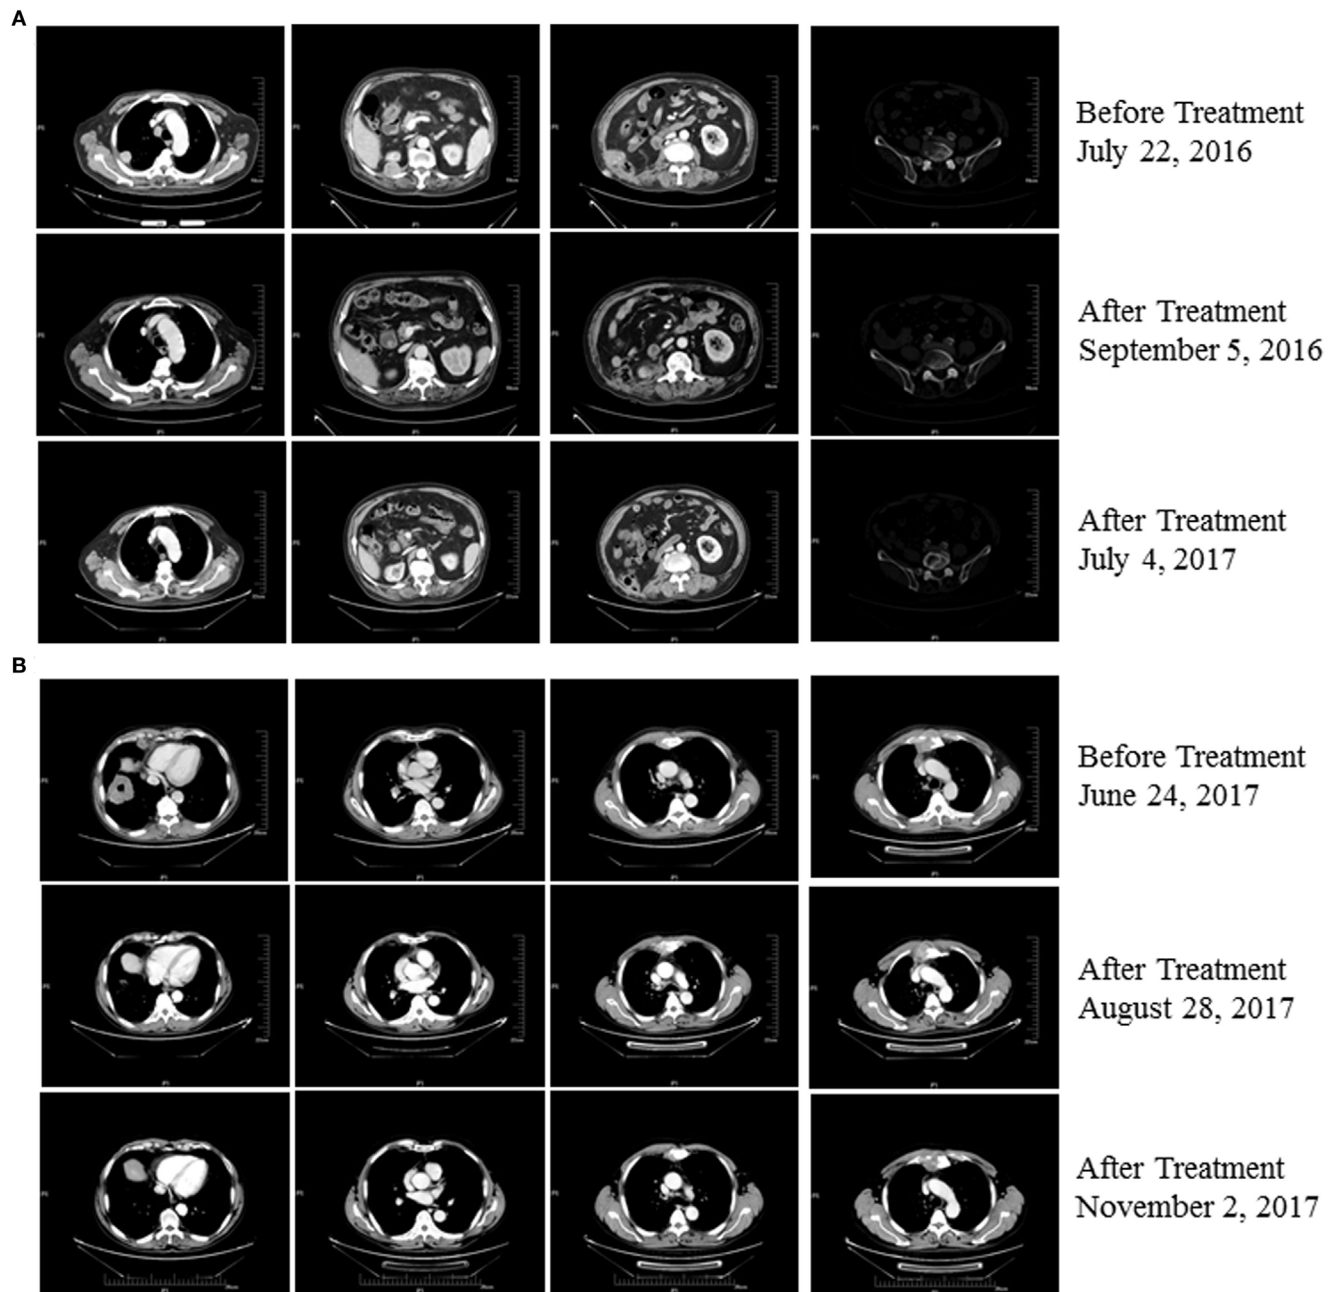 A
Before Treatment
July 22, 2016
After Treatment
September 5, 2016
After Treatment
July 4, 2017
B
Before Treatment
June 24, 2017
After Treatment
August 28, 2017
After Treatment
November 2, 2017